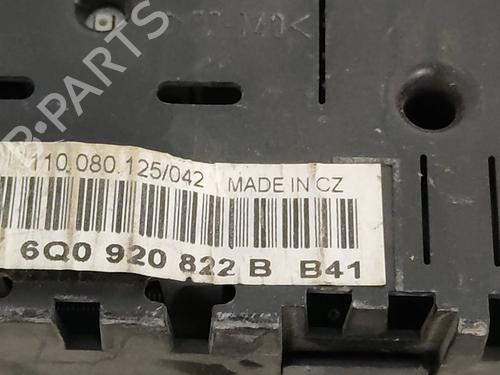 B-PARTS
110.080.125/042 MADE IN CZ
6Q0 920 822 B B41